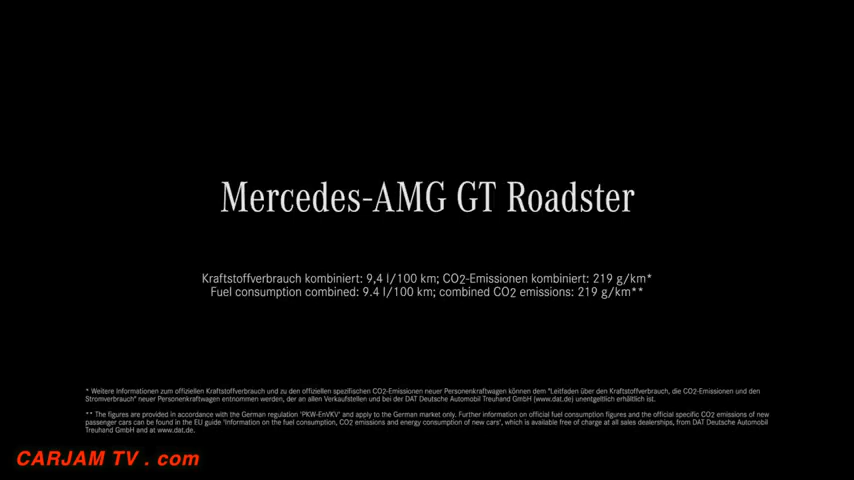 Mercedes-AMG GT Roadster
Kraftstoffverbrauch kombiniert: 9,4 l/100 km; CO2-Emissionen kombiniert: 219 g/km*
Fuel consumption combined: 9.4 l/100 km; combined CO2 emissions: 219 g/km**
* Weitere Informationen zum offiziellen Kraftstoffverbrauch und zu den offiziellen spezifischen CO2-Emissionen neuer Personenkraftwagen können dem "Leitfaden über den Kraftstoffverbrauch, die CO2-Emissionen und den
Stromverbrauch" neuer Personenkraftwagen entnommen werden, der an allen Verkaufstellen und bei der DAT Deutsche Automobil Treuhand GmbH (www.dat.de) unentgeltlich erhältlich ist.
** The figures are provided in accordance with the German regulation 'PKW-EnVKV' and apply to the German market only. Further information on official fuel consumption figures and the official specific CO2 emissions of new
passenger cars can be found in the EU guide 'Information on the fuel consumption, CO2 emissions and energy consumption of new cars', which is available free of charge at all sales dealerships, from DAT Deutsche Automobil
Treuhand GmbH and at www.dat.de.
CARJAM TV . com